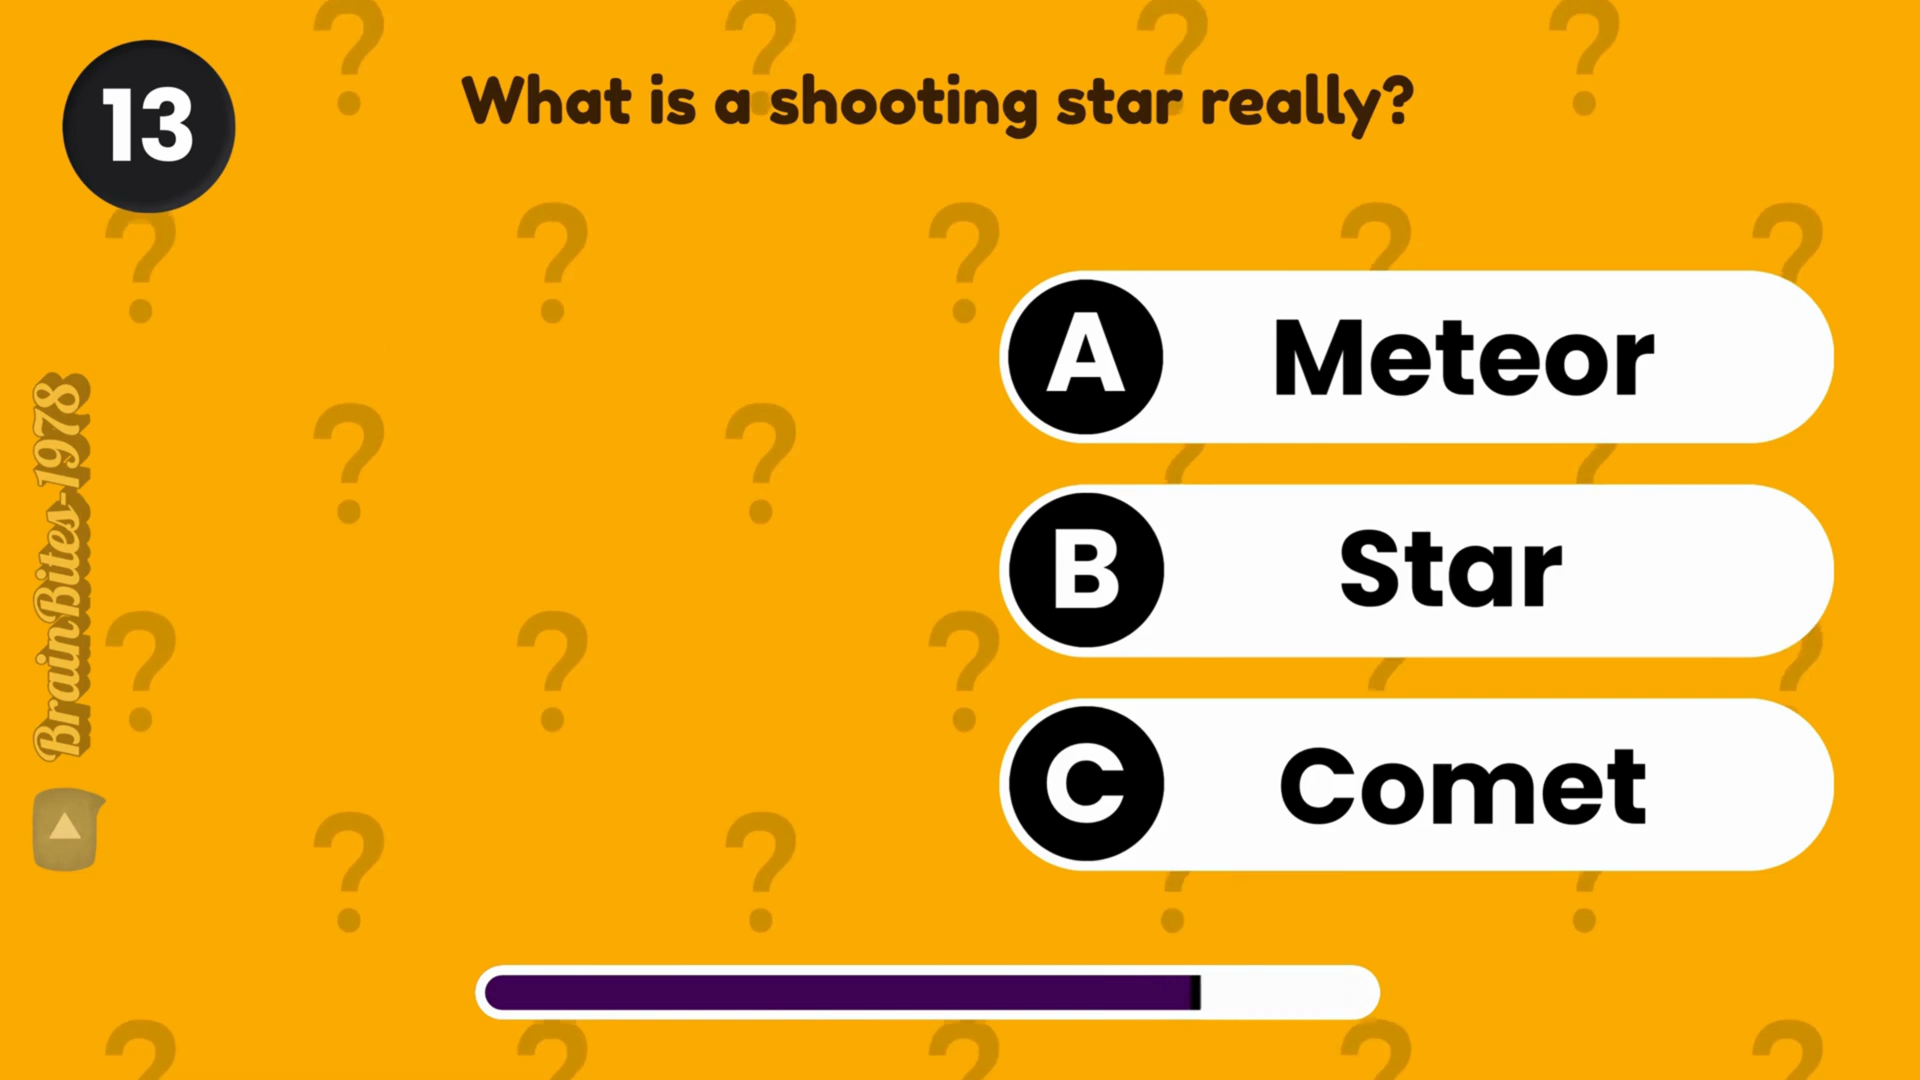 13
What is a shooting star really?
A Meteor
B Star
C Comet
BrainBites-1978